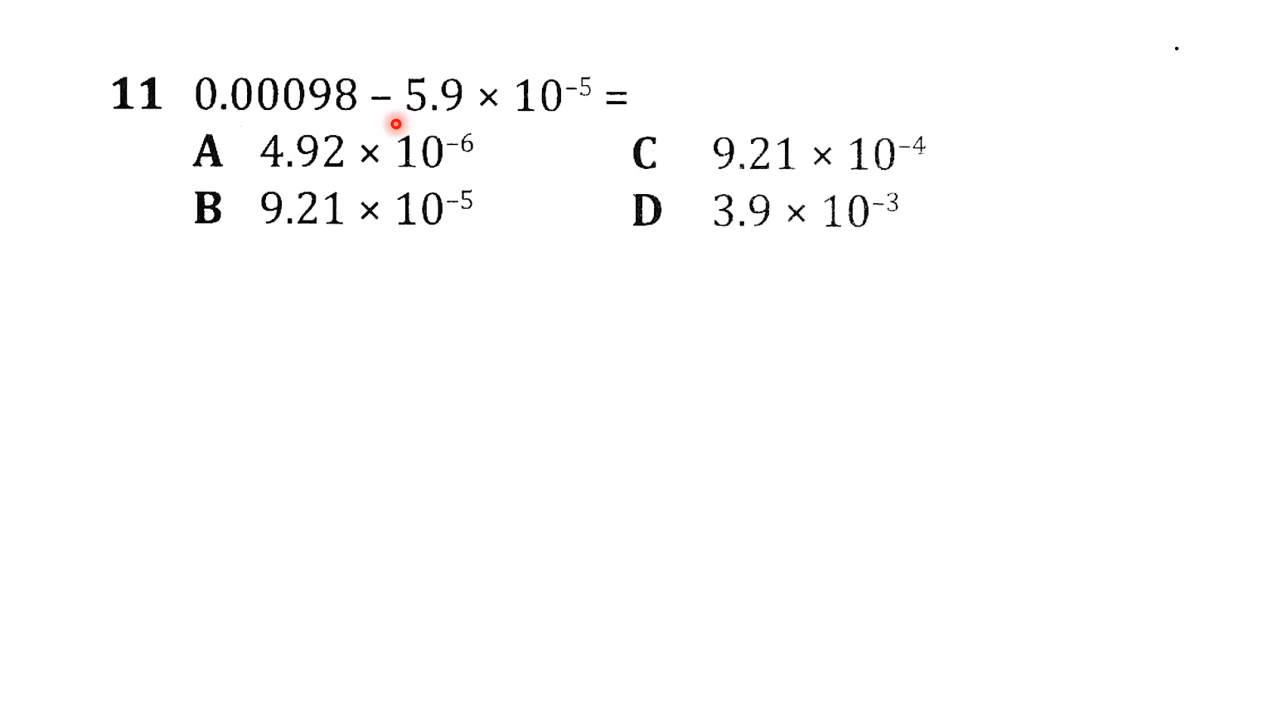 11 0.00098 – 5.9 × 10⁻⁵ =
A 4.92 × 10⁻⁶ C 9.21 × 10⁻⁴
B 9.21 × 10⁻⁵ D 3.9 × 10⁻³